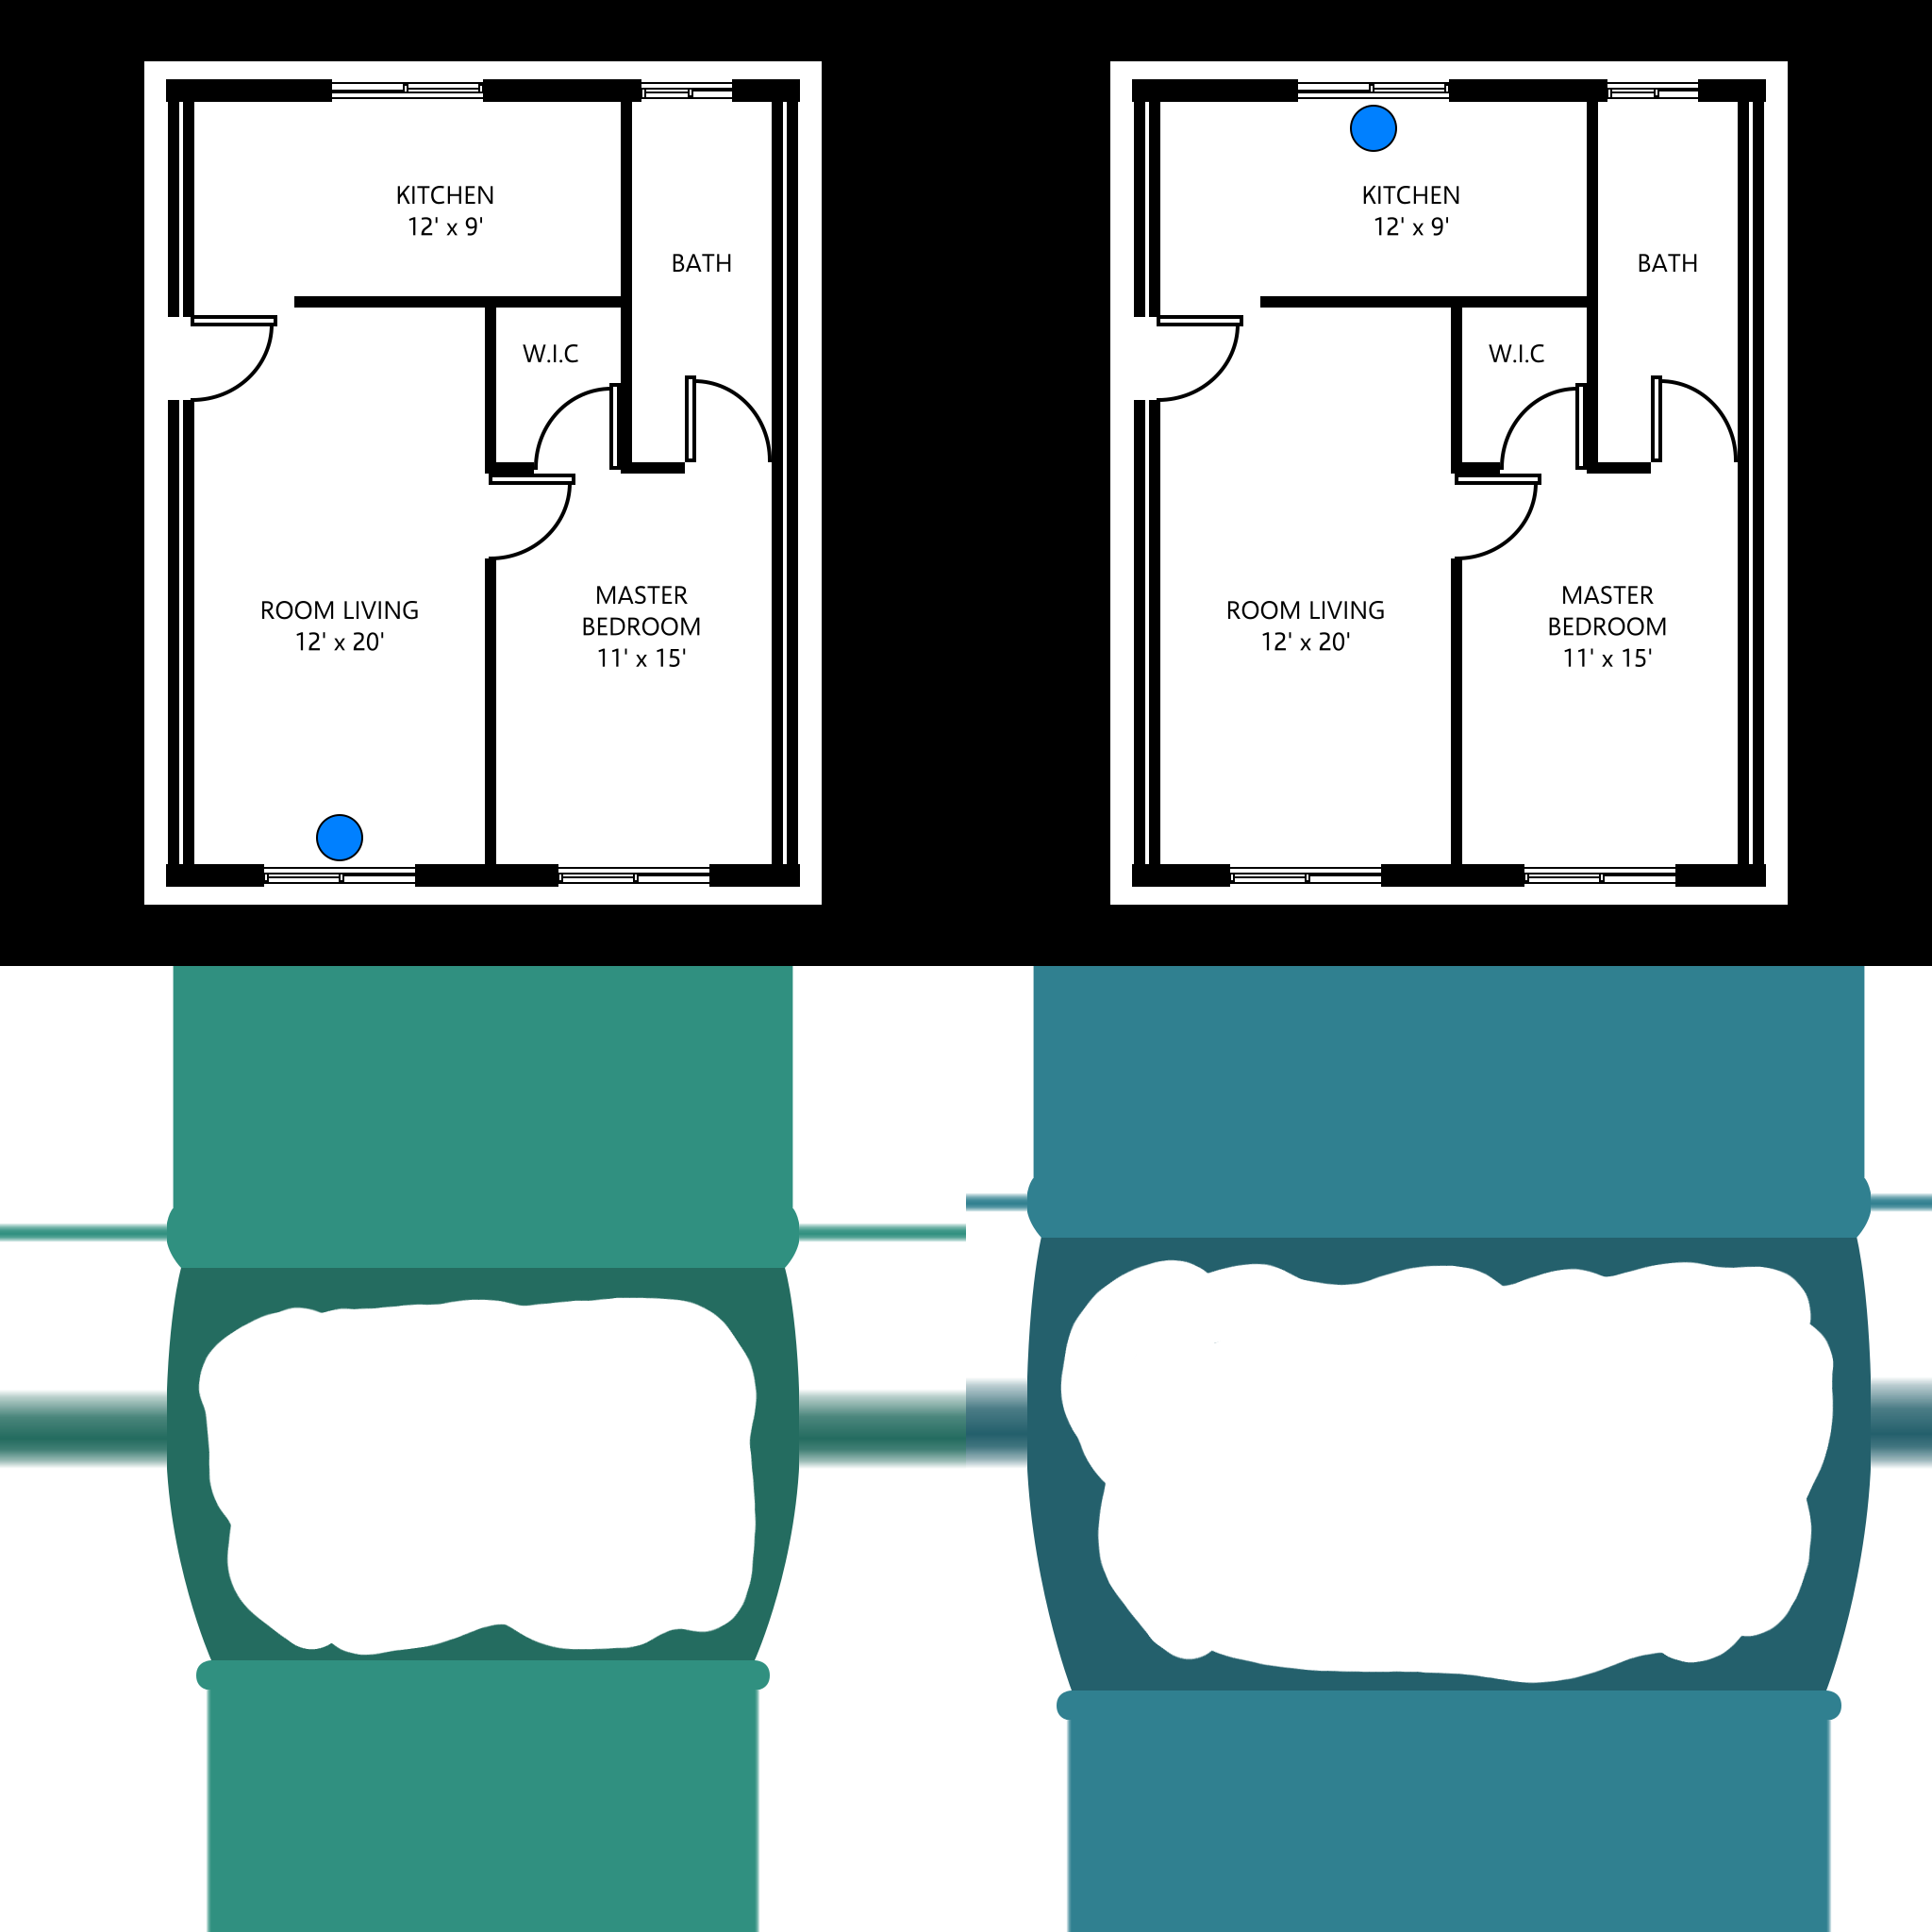 KITCHEN
12' x 9'
BATH
W.I.C
ROOM LIVING
12' x 20'
MASTER
BEDROOM
11' x 15'
KITCHEN
12' x 9'
BATH
W.I.C
ROOM LIVING
12' x 20'
MASTER
BEDROOM
11' x 15'